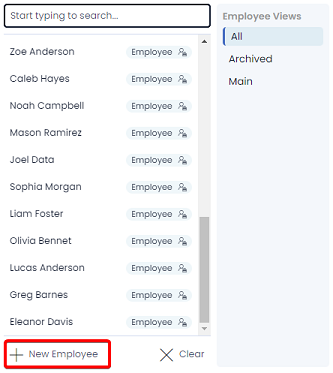 Start typing to search...
Zoe Anderson Employee
Caleb Hayes Employee
Noah Campbell Employee
Mason Ramirez Employee
Joel Data Employee
Sophia Morgan Employee
Liam Foster Employee
Olivia Bennet Employee
Lucas Anderson Employee
Greg Barnes Employee
Eleanor Davis Employee
New Employee Clear
Employee Views
All
Archived
Main